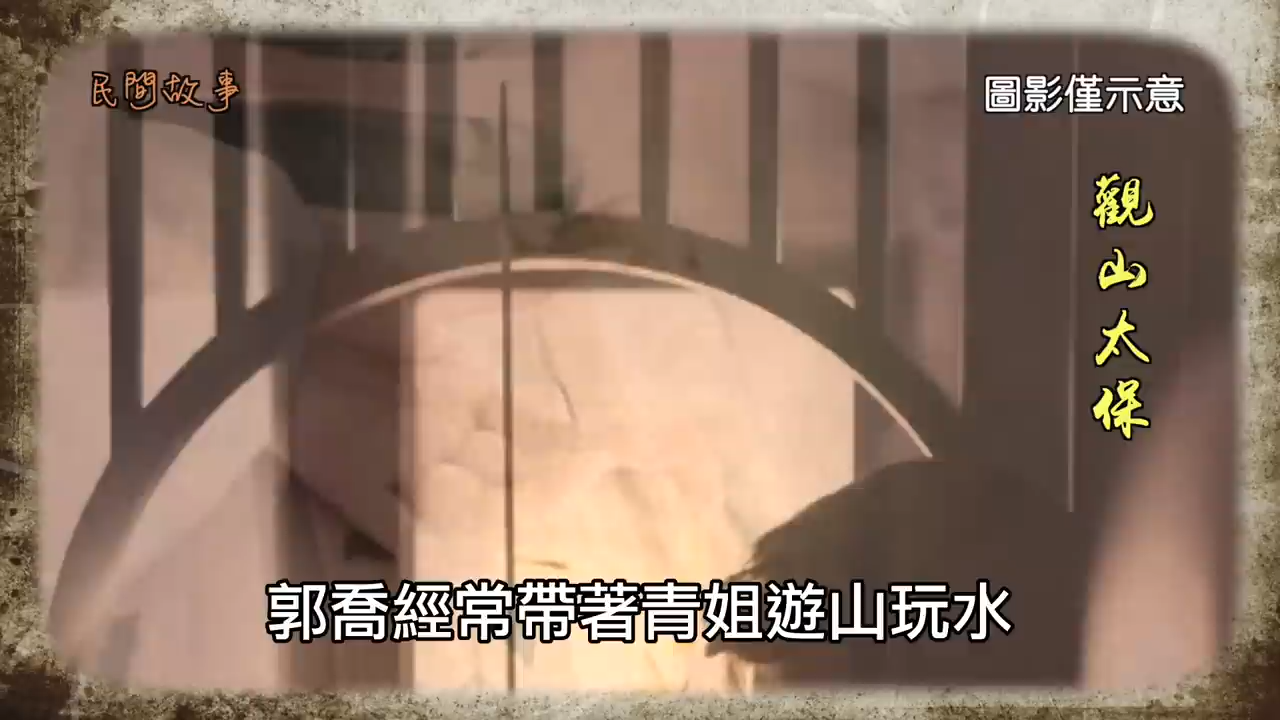 民間故事
圖影僅示意
觀山太保
郭喬經常帶著青姐遊山玩水